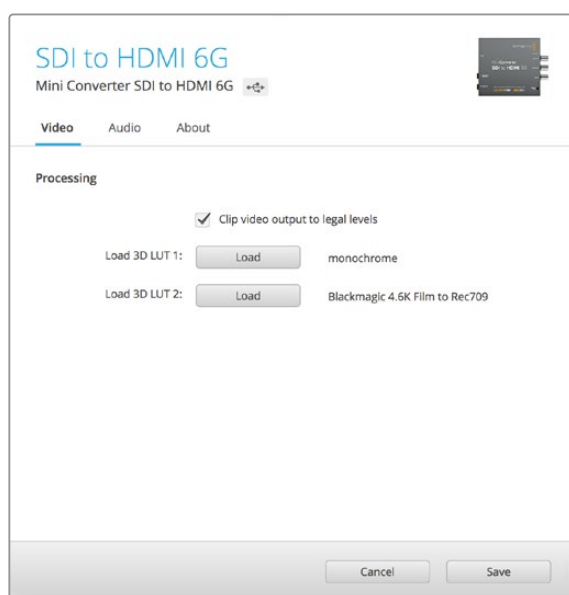 SDI to HDMI 6G
Mini Converter SDI to HDMI 6G
Video Audio About
Processing
Clip video output to legal levels
Load 3D LUT 1: Load monochrome
Load 3D LUT 2: Load Blackmagic 4.6K Film to Rec709
Cancel Save